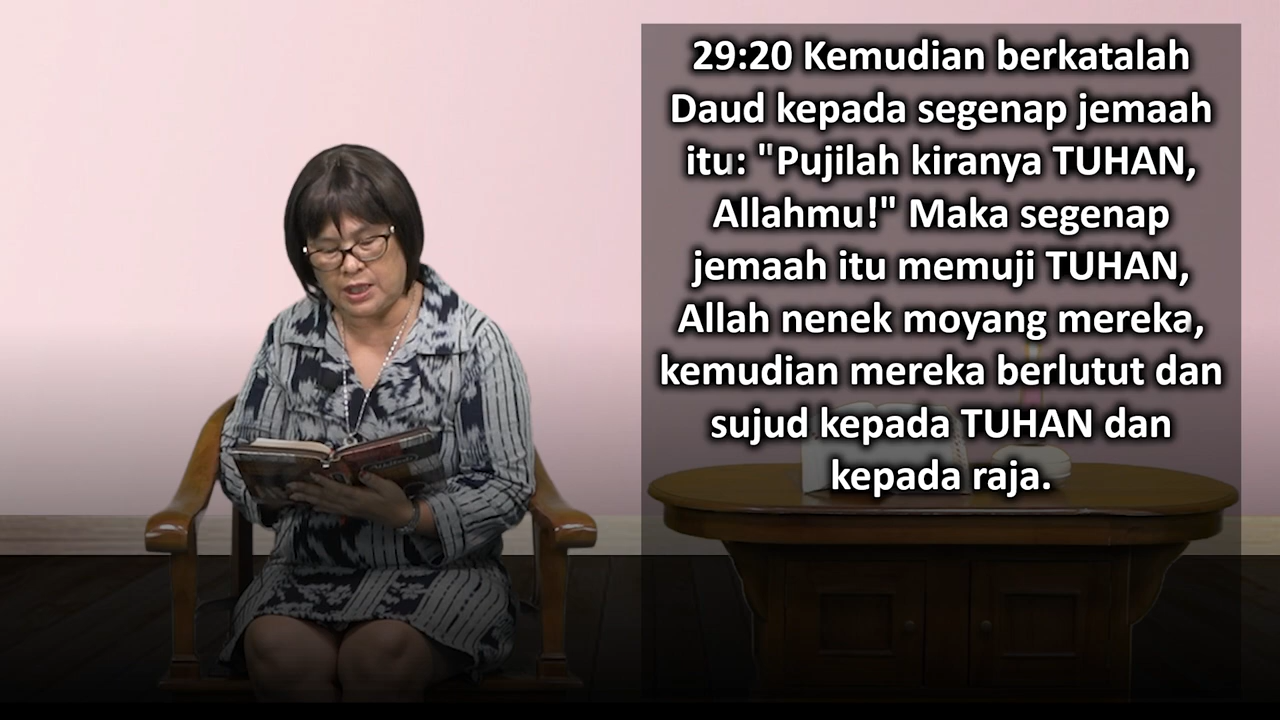 29:20 Kemudian berkatalah
Daud kepada segenap jemaah
itu: "Pujilah kiranya TUHAN,
Allahmu!" Maka segenap
jemaah itu memuji TUHAN,
Allah nenek moyang mereka,
kemudian mereka berlutut dan
sujud kepada TUHAN dan
kepada raja.